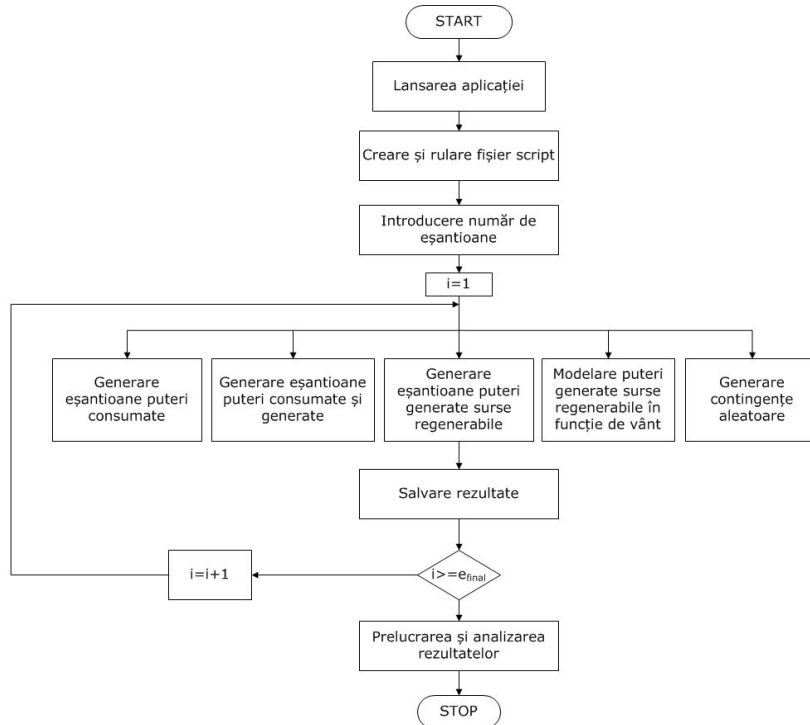 START
Lansarea aplicației
Creare și rulare fișier script
Introducere număr de
eșantioane
i=1
Generare
eșantioane puteri
consumate
Generare eșantioane
puteri consumate și
generate
Generare
eșantioane puteri
generate surse
regenerabile
Modelare puteri
generate surse
regenerabile în
funcție de vânt
Generare
contingențe
aleatoare
Salvare rezultate
i=i+1
i>=efinal
Prelucrarea și analizarea
rezultatelor
STOP